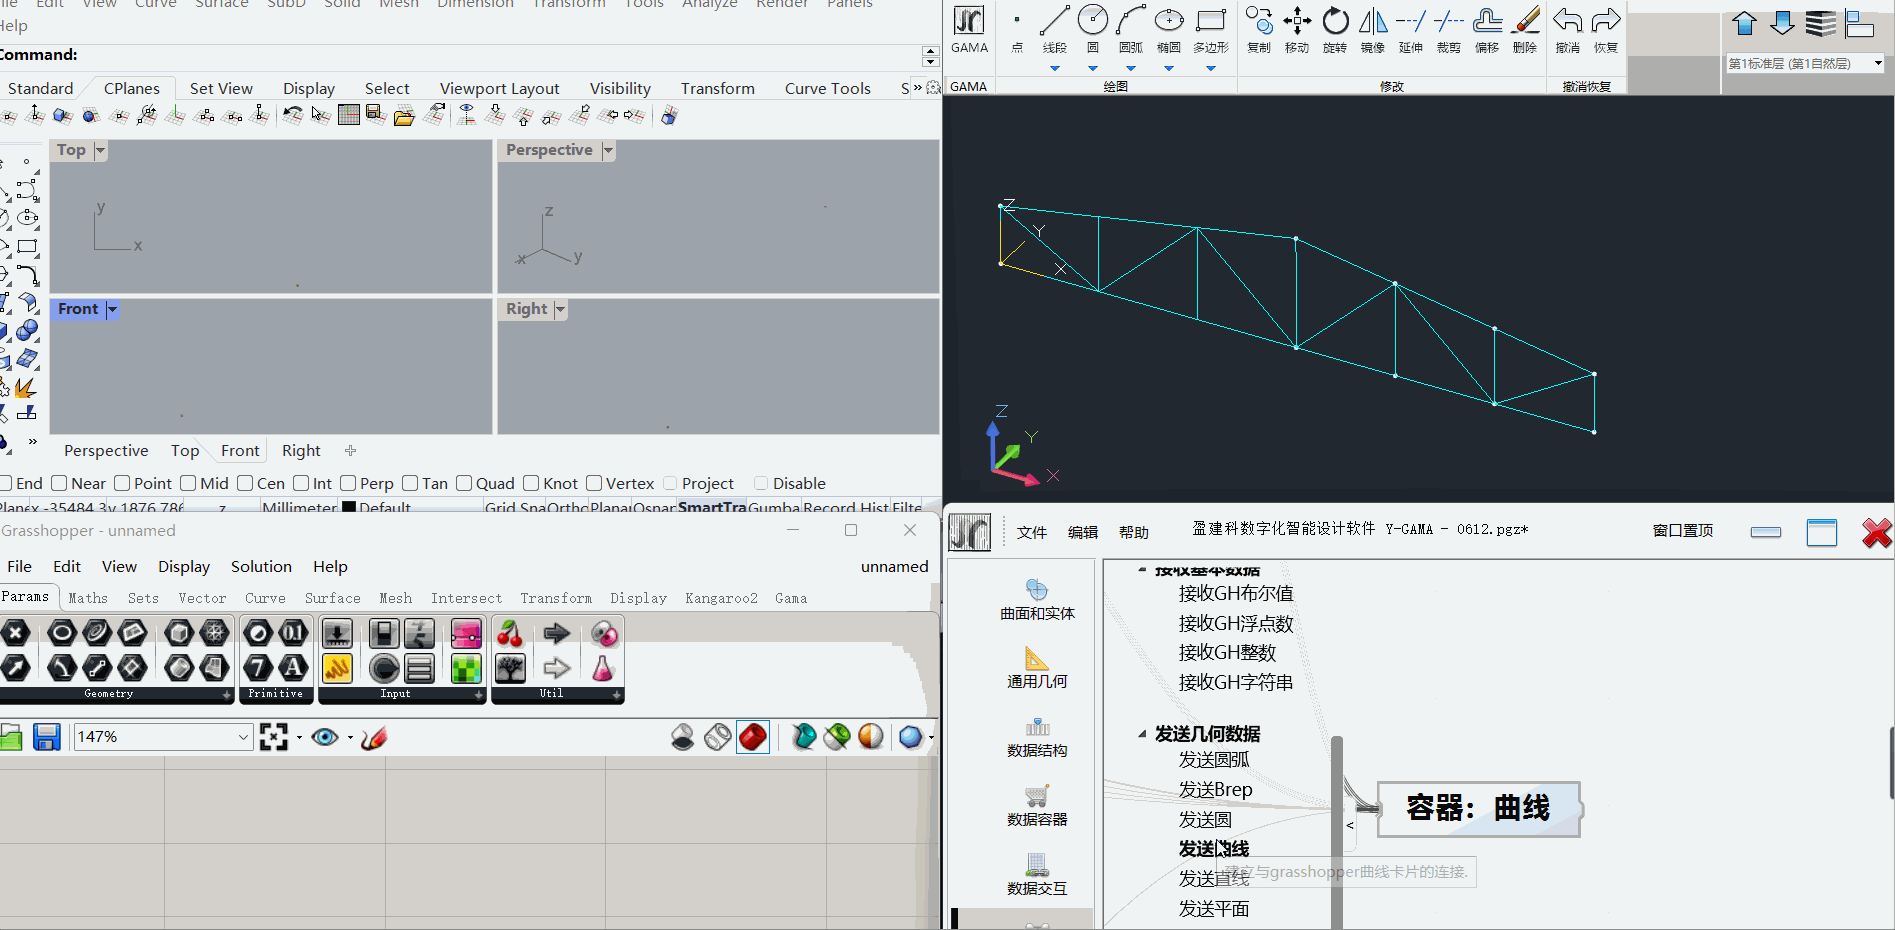 File Edit View Curve Surface SubD Solid Mesh Dimension Transform Tools Analyze Render Panels
Help
Command:
Standard CPlanes Set View Display Select Viewport Layout Visibility Transform Curve Tools S »
Top
y
x
Perspective
z
x
y
Front
Right
»
Perspective Top Front Right
End Near Point Mid Cen Int Perp Tan Quad Knot Vertex Project Disable
x -35484.3 y 1876.786 z Millimeter Default Grid Sna Ortho Planar Osnap SmartTra Gumba Record Hist Filte
Grasshopper - unnamed
File Edit View Display Solution Help unnamed
Params Maths Sets Vector Curve Surface Mesh Intersect Transform Display Kangaroo2 Gama
Geometry Primitive Input Util
147%
GAMA 点 线段 圆 圆弧 椭圆 多边形 复制 移动 旋转 镜像 延伸 裁剪 偏移 删除 撤消 恢复
第1标准层 (第1自然层)
GAMA 绘图 修改 撤消恢复
Z
Y
X
Z
Y
X
文件 编辑 帮助 盈建科数字化智能设计软件 Y-GAMA - 0612.pgz* 窗口置顶
曲面和实体
通用几何
数据结构
数据容器
数据交互
接收基本数据
接收GH布尔值
接收GH浮点数
接收GH整数
接收GH字符串
发送几何数据
发送圆弧
发送Brep
发送圆
发送曲线
建立与grasshopper曲线卡片的连接.
发送直线
发送平面
<
容器：曲线